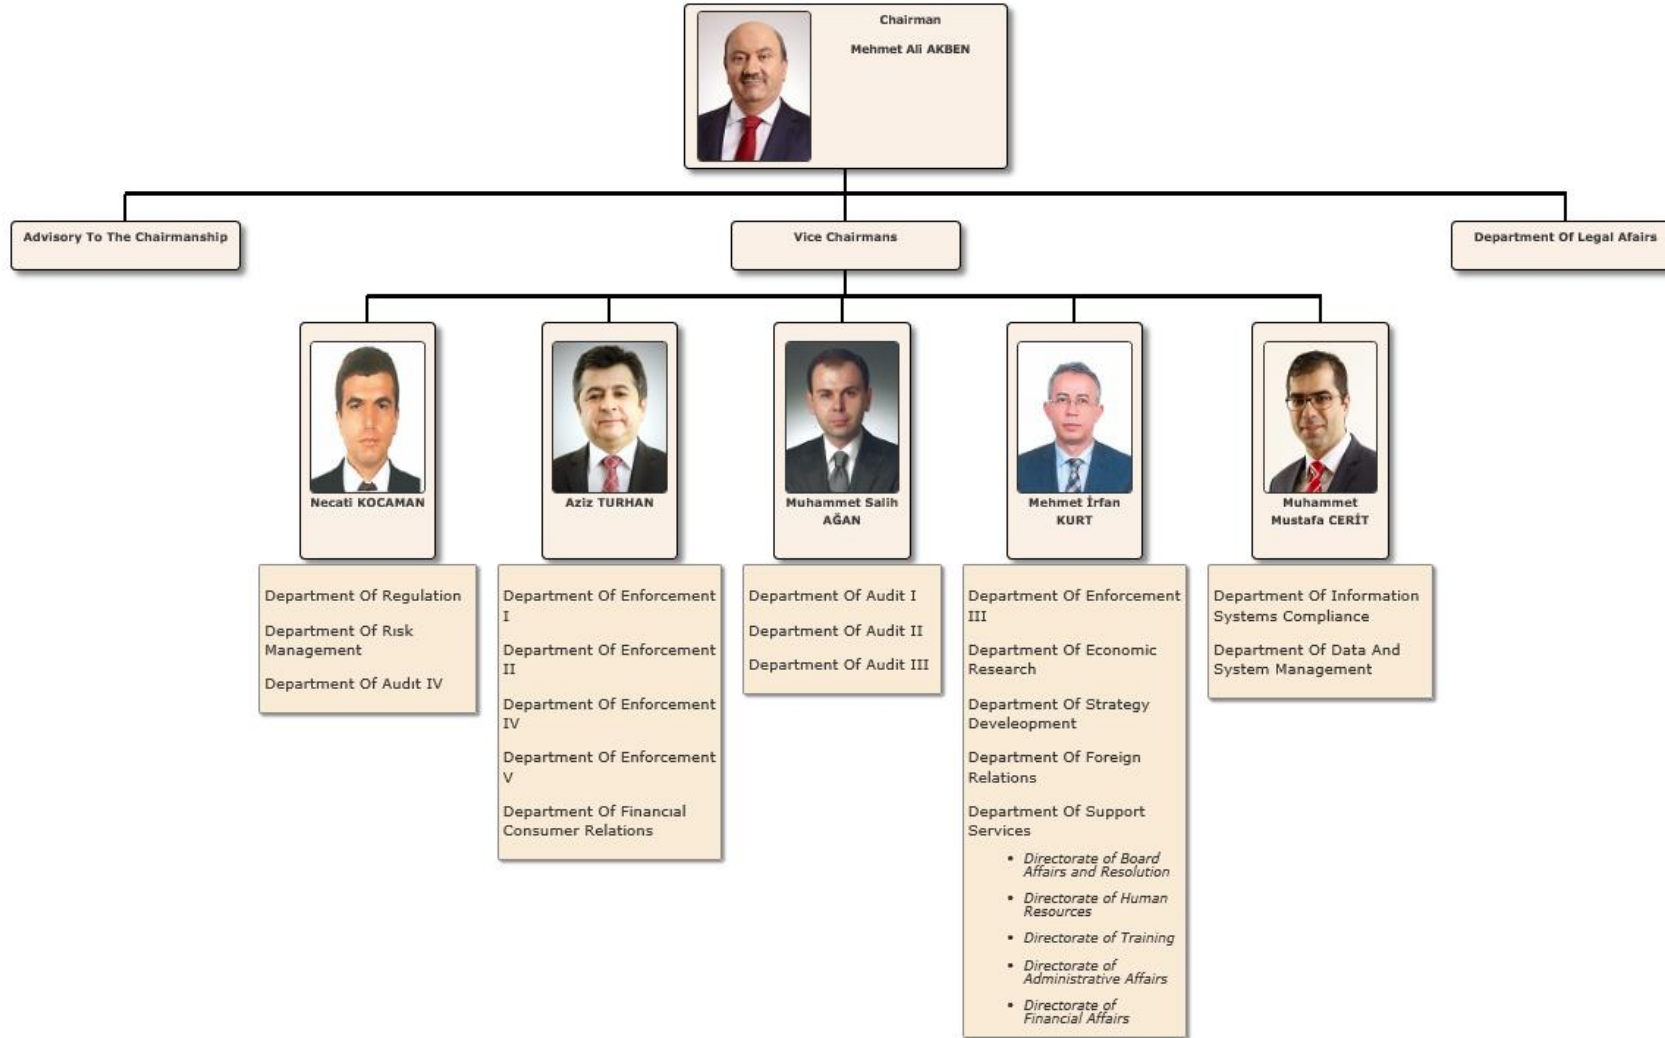 Chairman
Mehmet Ali AKBEN
Advisory To The Chairmanship
Vice Chairmans
Department Of Legal Afairs
Necati KOCAMAN
Aziz TURHAN
Muhammet Salih
AĞAN
Mehmet İrfan
KURT
Muhammet
Mustafa CERİT
Department Of Regulation
Department Of Rısk
Management
Department Of Audıt IV
Department Of Enforcement
I
Department Of Enforcement
II
Department Of Enforcement
IV
Department Of Enforcement
V
Department Of Financıal
Consumer Relations
Department Of Audit I
Department Of Audit II
Department Of Audit III
Department Of Enforcement
III
Department Of Economic
Research
Department Of Strategy
Develeopment
Department Of Foreign
Relations
Department Of Support
Services
• Directorate of Board
Affairs and Resolution
• Directorate of Human
Resources
• Directorate of Training
• Directorate of
Administrative Affairs
• Directorate of
Financial Affairs
Department Of Information
Systems Compliance
Department Of Data And
System Management